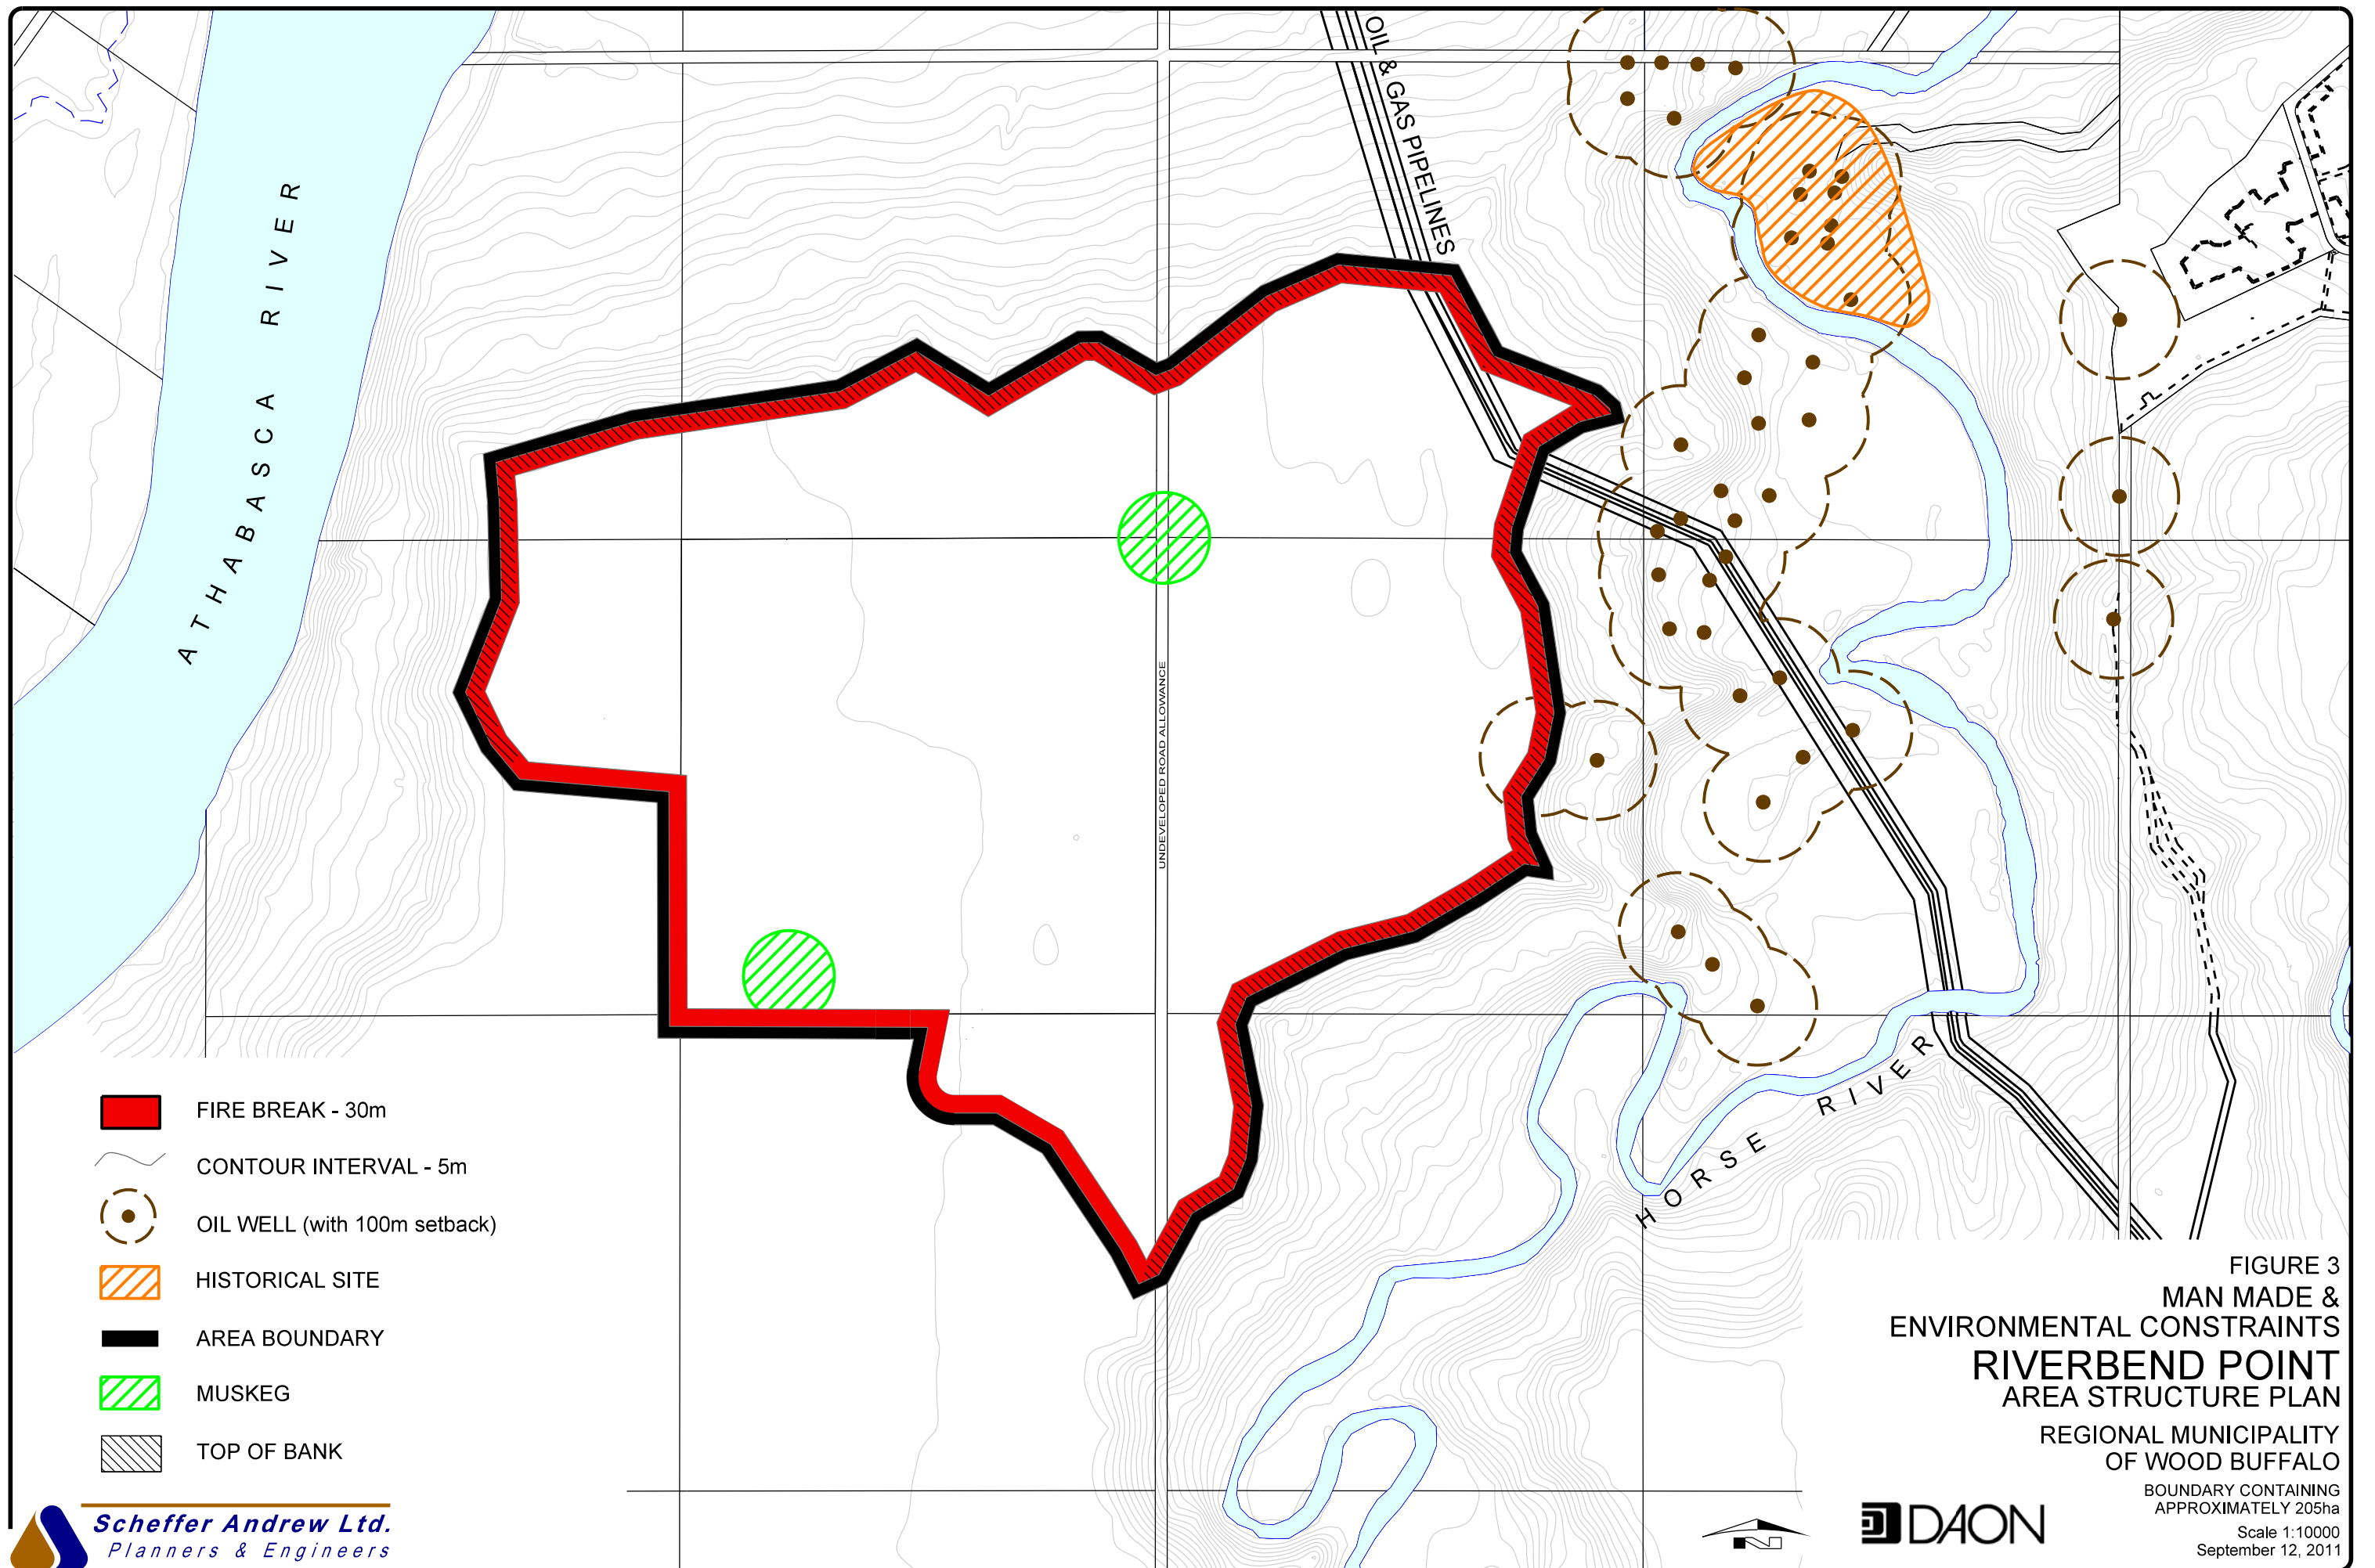 OIL & GAS PIPELINES
ATHABASCA RIVER
UNDEVELOPED ROAD ALLOWANCE
HORSE RIVER
FIRE BREAK - 30m
CONTOUR INTERVAL - 5m
OIL WELL (with 100m setback)
HISTORICAL SITE
AREA BOUNDARY
MUSKEG
TOP OF BANK
Scheffer Andrew Ltd.
Planners & Engineers
N
DAON
FIGURE 3
MAN MADE &
ENVIRONMENTAL CONSTRAINTS
RIVERBEND POINT
AREA STRUCTURE PLAN
REGIONAL MUNICIPALITY
OF WOOD BUFFALO
BOUNDARY CONTAINING
APPROXIMATELY 205ha
Scale 1:10000
September 12, 2011